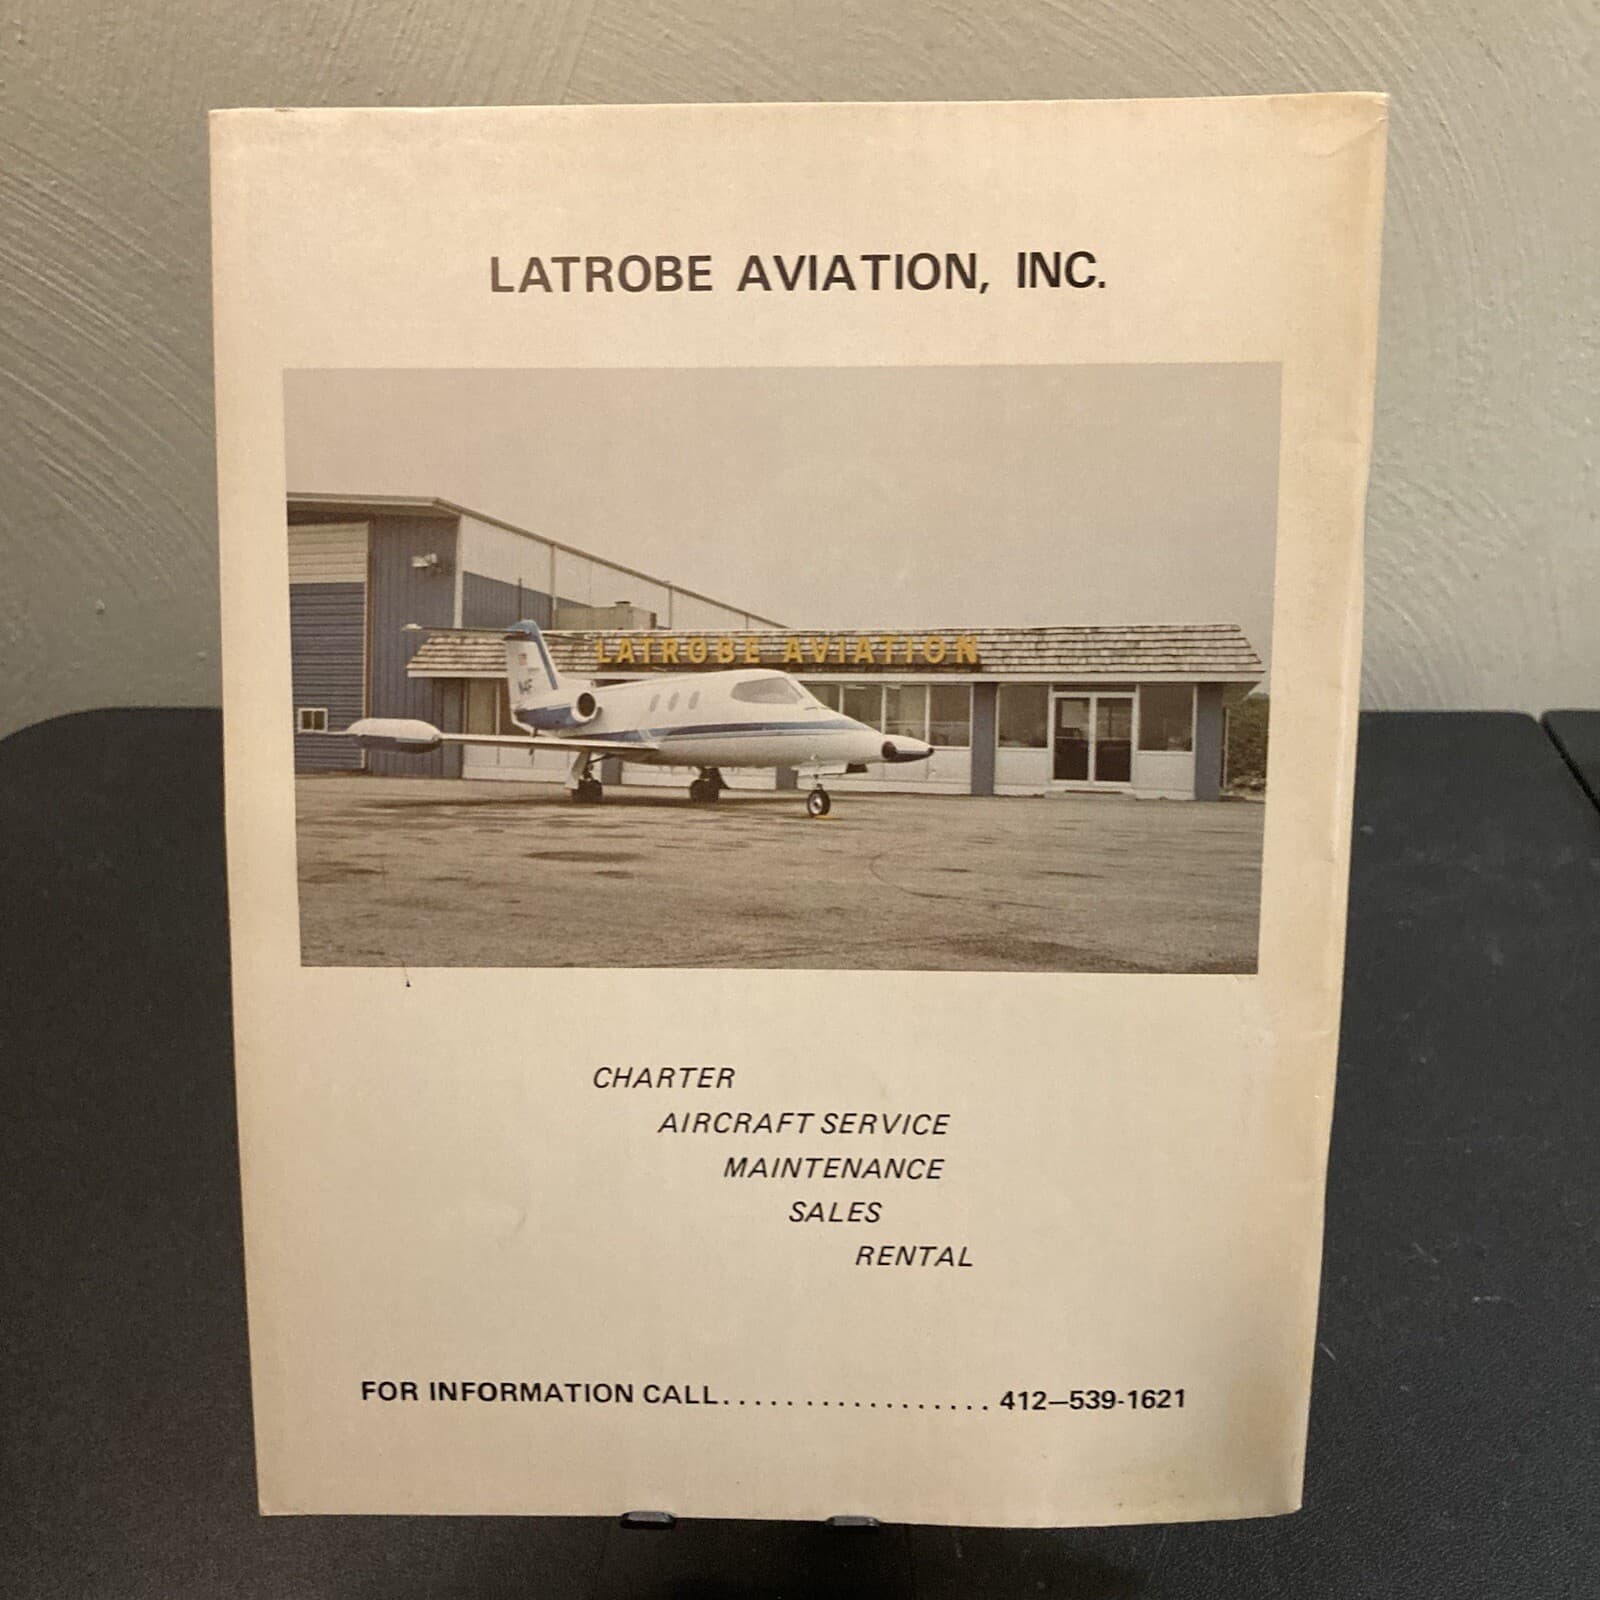 LATROBE AVIATION, INC.
LATROBE AVIATION
CHARTER
AIRCRAFT SERVICE
MAINTENANCE
SALES
RENTAL
FOR INFORMATION CALL.................. 412—539-1621